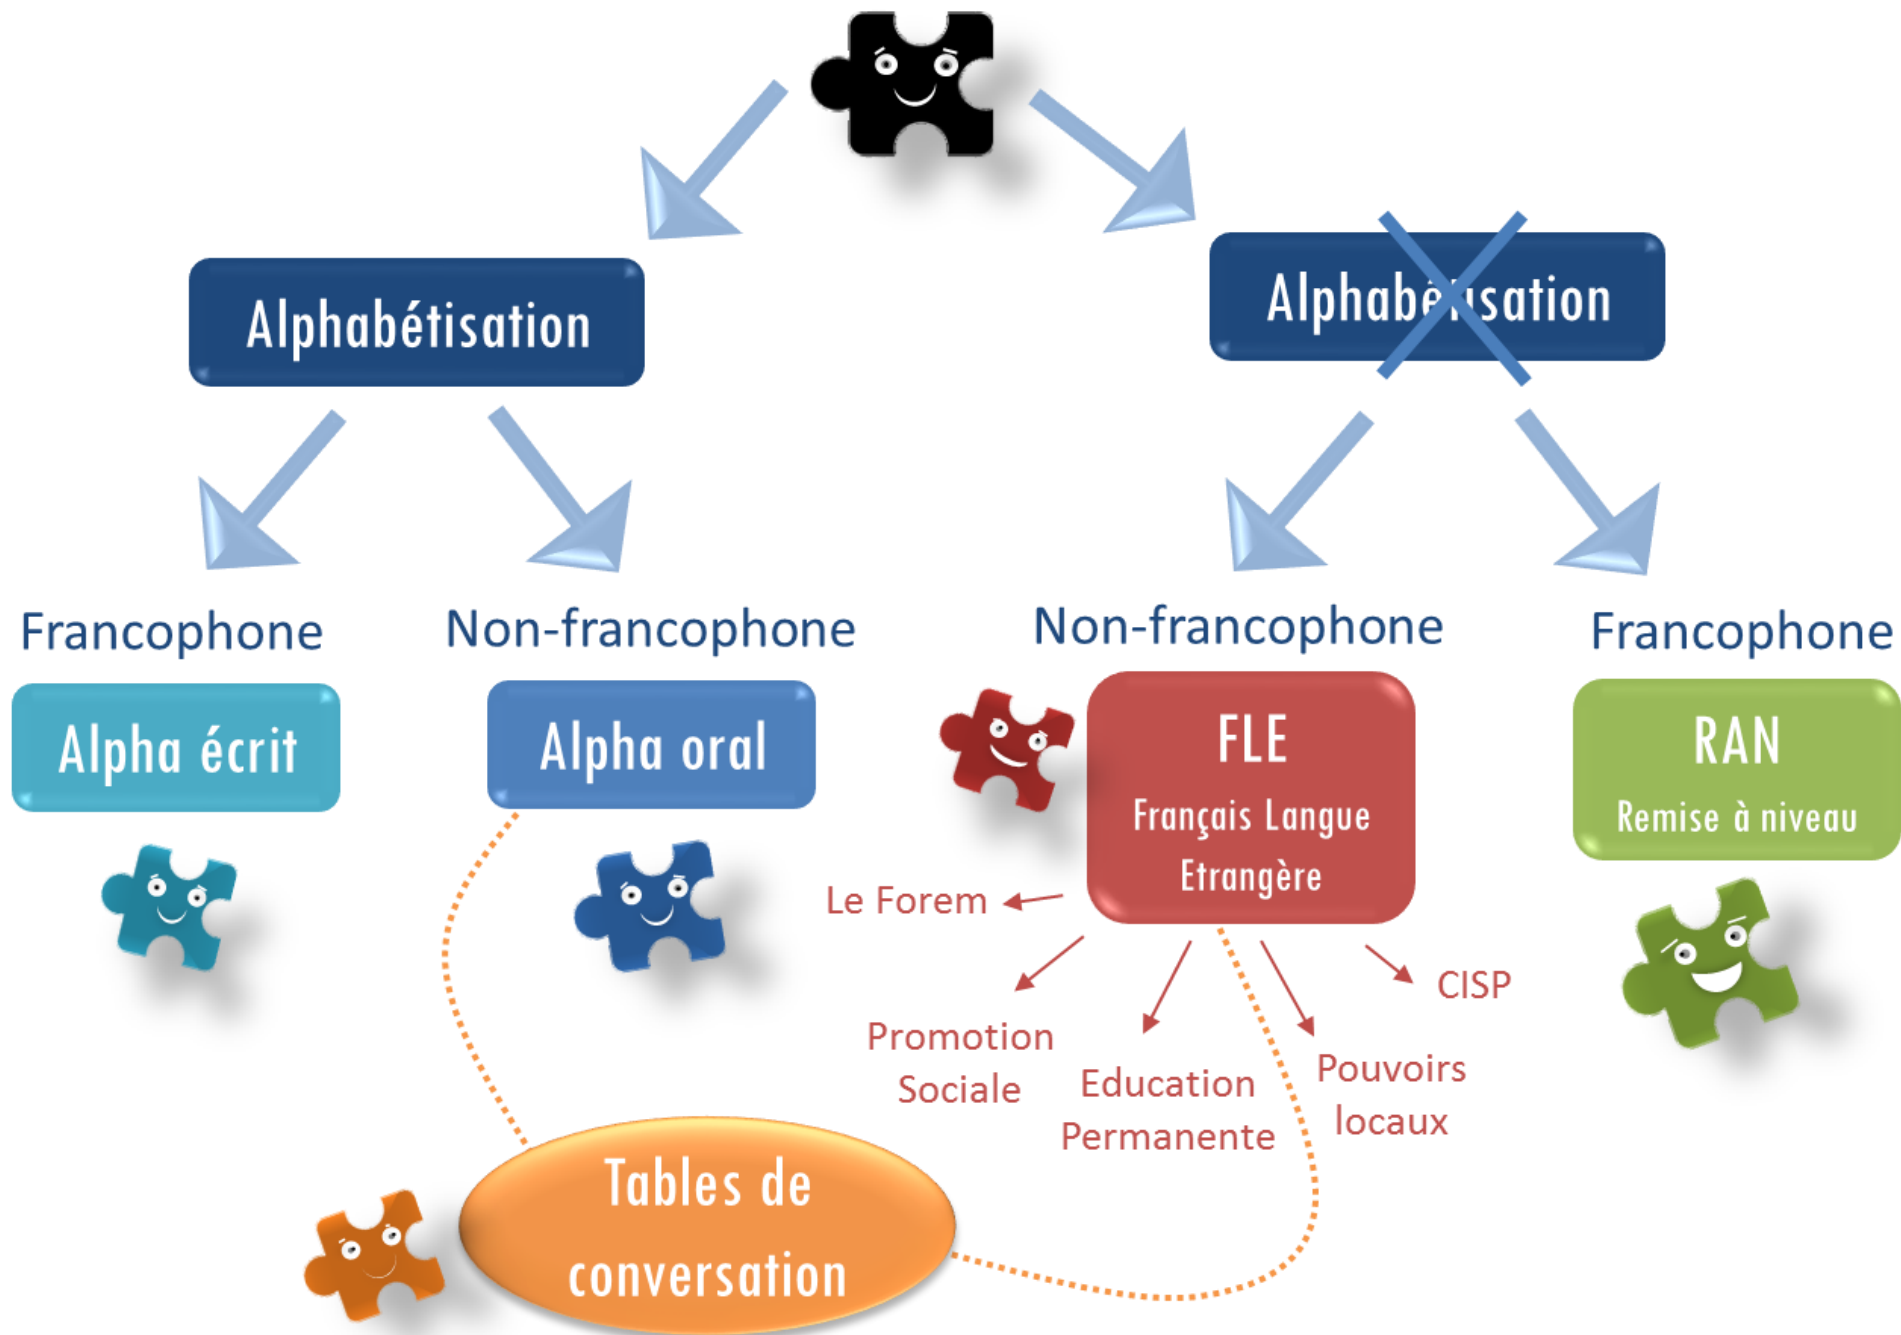 Alphabétisation
Alphabétisation
Francophone
Non-francophone
Non-francophone
Francophone
Alpha écrit
Alpha oral
FLE
Français Langue
Etrangère
RAN
Remise à niveau
Le Forem
Promotion
Sociale
Education
Permanente
Pouvoirs
locaux
CISP
Tables de
conversation